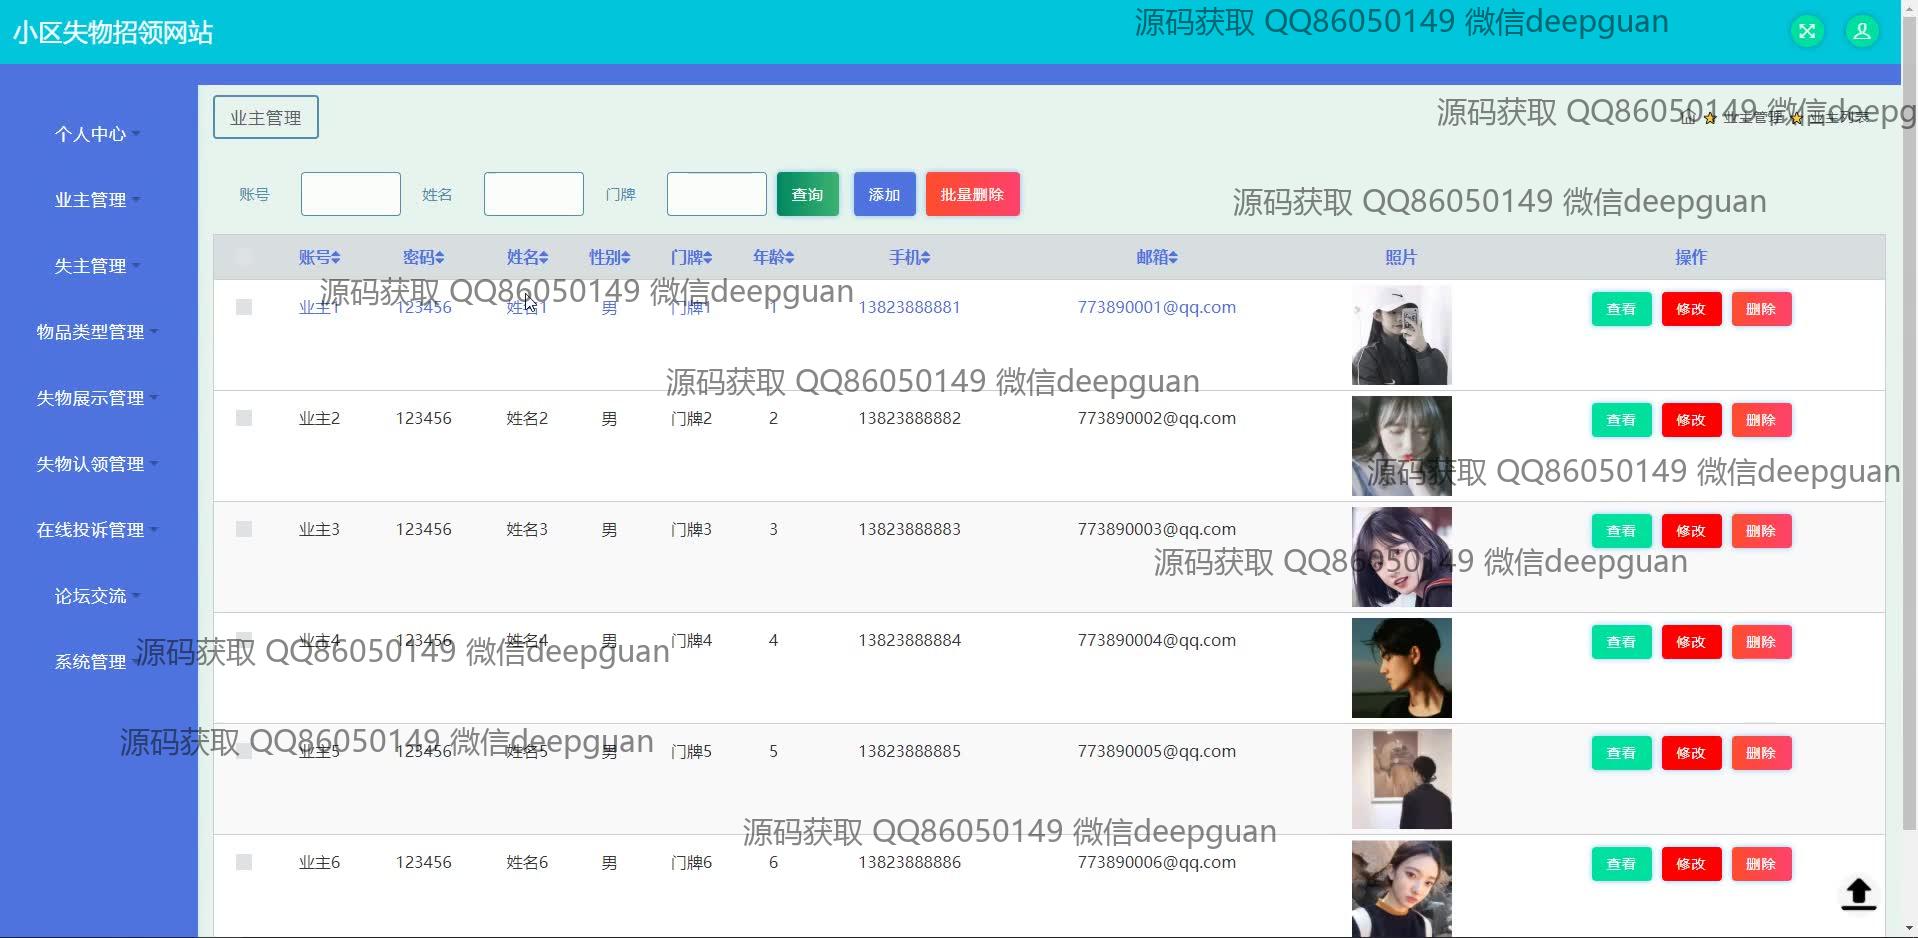 小区失物招领网站
源码获取 QQ86050149 微信deepguan
业主管理
源码获取 QQ86050149 微信deepg
业主管理 业主列表
个人中心
业主管理
失主管理
物品类型管理
失物展示管理
失物认领管理
在线投诉管理
论坛交流
系统管理
账号 姓名 门牌 查询 添加 批量删除
源码获取 QQ86050149 微信deepguan
账号 密码 姓名 性别 门牌 年龄 手机 邮箱 照片 操作
源码获取 QQ86050149 微信deepguan
业主1 123456 姓名1 男 门牌1 1 13823888881 773890001@qq.com 查看 修改 删除
源码获取 QQ86050149 微信deepguan
业主2 123456 姓名2 男 门牌2 2 13823888882 773890002@qq.com 查看 修改 删除
源码获取 QQ86050149 微信deepguan
业主3 123456 姓名3 男 门牌3 3 13823888883 773890003@qq.com 查看 修改 删除
源码获取 QQ86050149 微信deepguan
业主4 123456 姓名4 男 门牌4 4 13823888884 773890004@qq.com 查看 修改 删除
源码获取 QQ86050149 微信deepguan
业主5 123456 姓名5 男 门牌5 5 13823888885 773890005@qq.com 查看 修改 删除
源码获取 QQ86050149 微信deepguan
源码获取 QQ86050149 微信deepguan
业主6 123456 姓名6 男 门牌6 6 13823888886 773890006@qq.com 查看 修改 删除